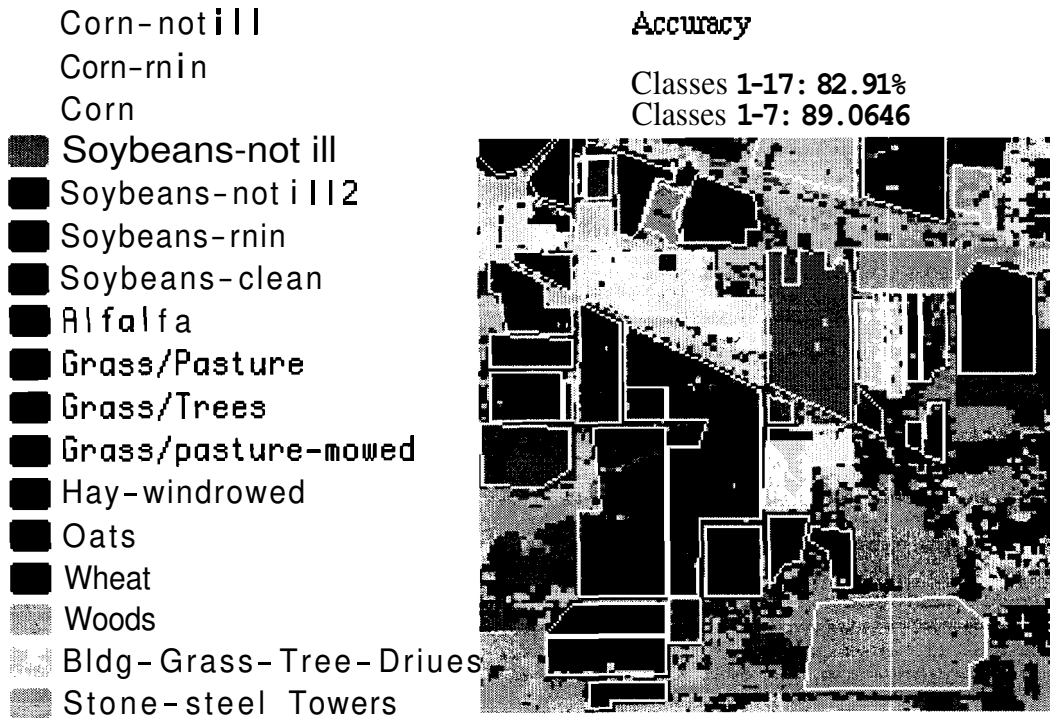 Corn-notill
Corn-rnin
Corn
Soybeans-not ill
Soybeans-not ill2
Soybeans-rnin
Soybeans-clean
Alfalfa
Grass/Pasture
Grass/Trees
Grass/pasture-mowed
Hay-windrowed
Oats
Wheat
Woods
Bldg-Grass-Tree-Driues
Stone-steel Towers
Accuracy
Classes 1-17: 82.91%
Classes 1-7: 89.0646